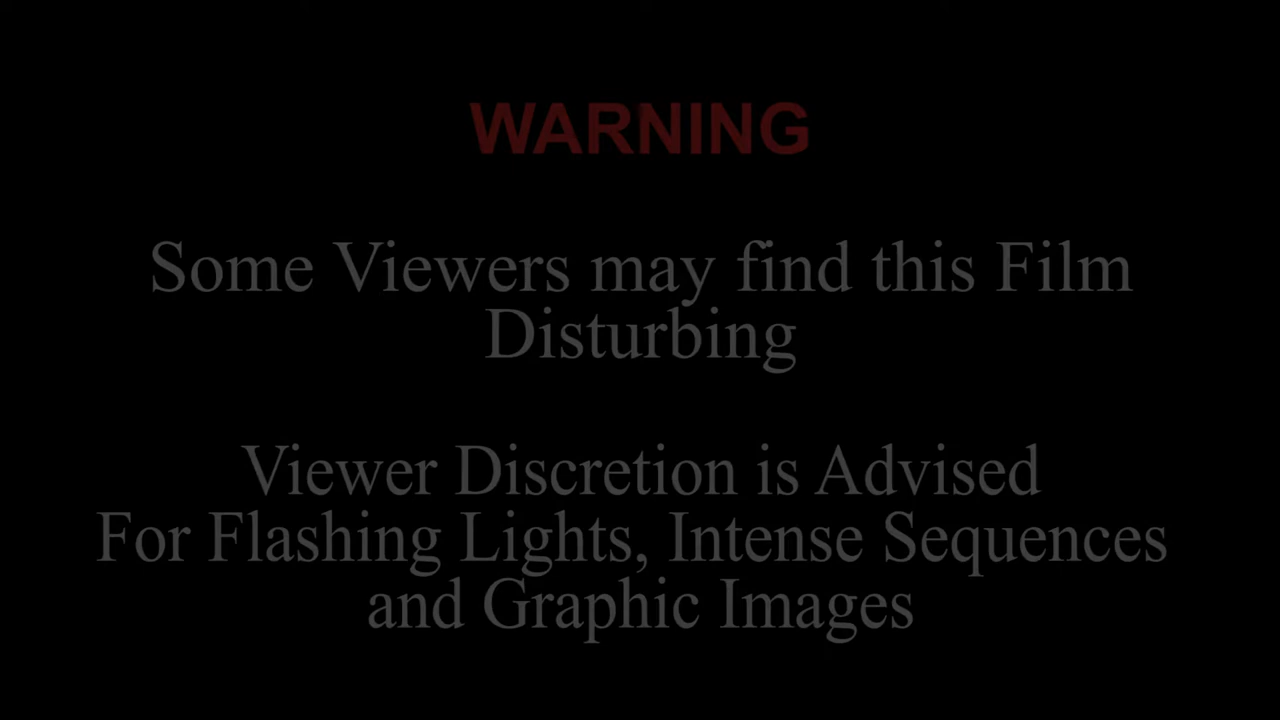 WARNING
Some Viewers may find this Film
Disturbing
Viewer Discretion is Advised
For Flashing Lights, Intense Sequences
and Graphic Images